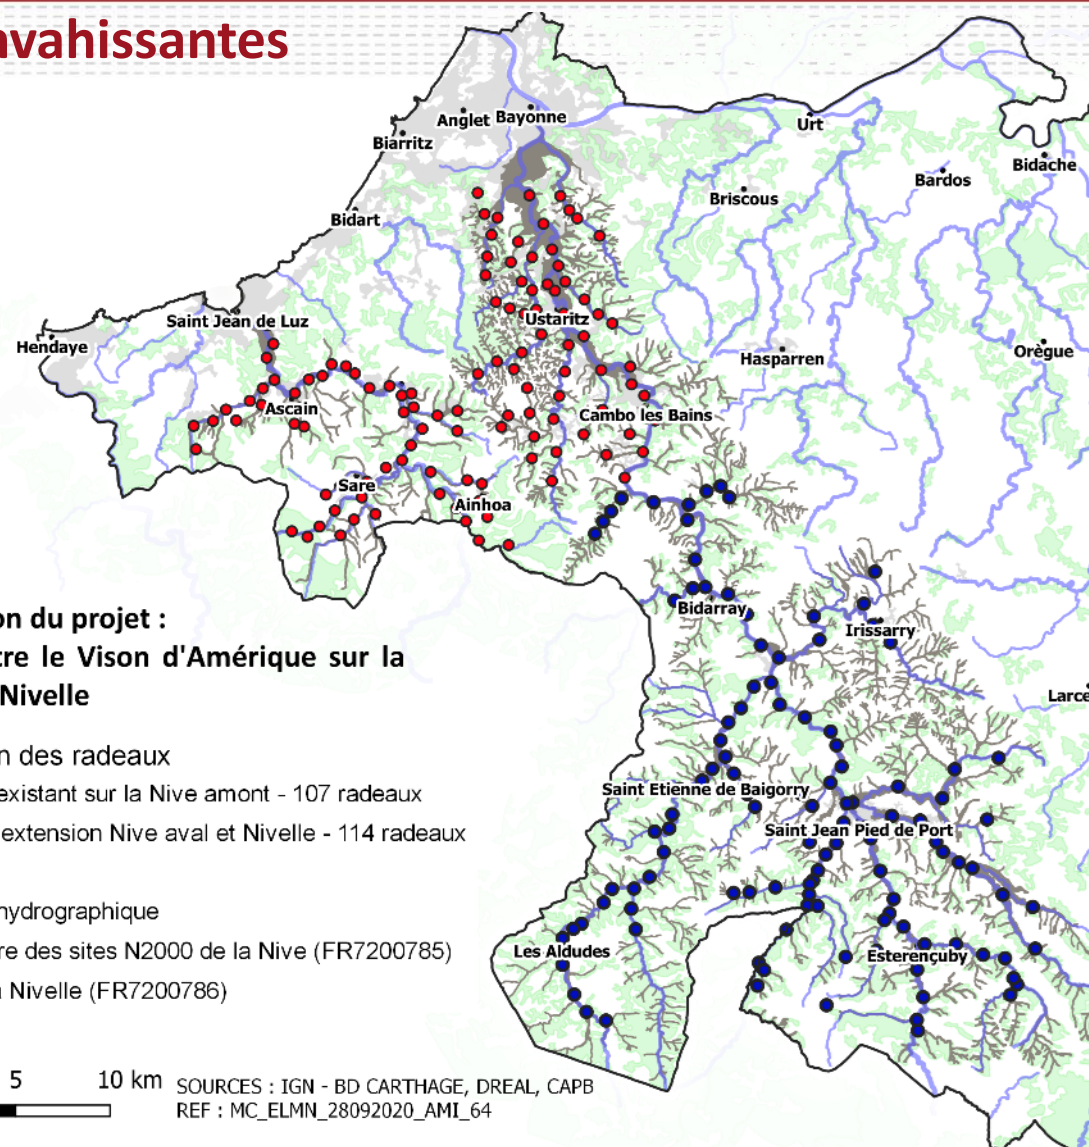 nvahissantes
Anglet Bayonne
Urt
Biarritz
Bidache
Bardos
Briscous
Bidart
Saint Jean de Luz
Ustaritz
Hendaye
Orègue
Hasparren
Ascain
Cambo les Bains
Sare
Ainhoa
Bidarray
on du projet :
Irissarry
tre le Vison d'Amérique sur la
Nivelle
Larce
n des radeaux
existant sur la Nive amont - 107 radeaux
Saint Etienne de Baigorry
extension Nive aval et Nivelle - 114 radeaux
Saint Jean Pied de Port
hydrographique
re des sites N2000 de la Nive (FR7200785)
Les Aldudes
Esterençuby
a Nivelle (FR7200786)
5 10 km
SOURCES : IGN - BD CARTHAGE, DREAL, CAPB
REF : MC_ELMN_28092020_AMI_64